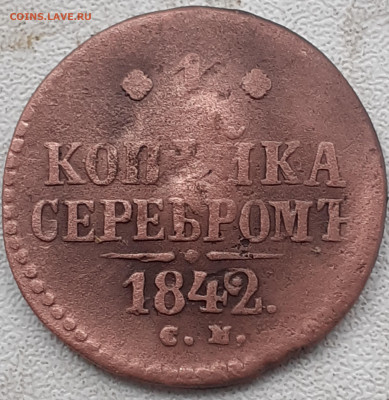 COINS.LAVE.RU
КОПѢЙКА
СЕРЕБРОМЪ
1842.
С. М.